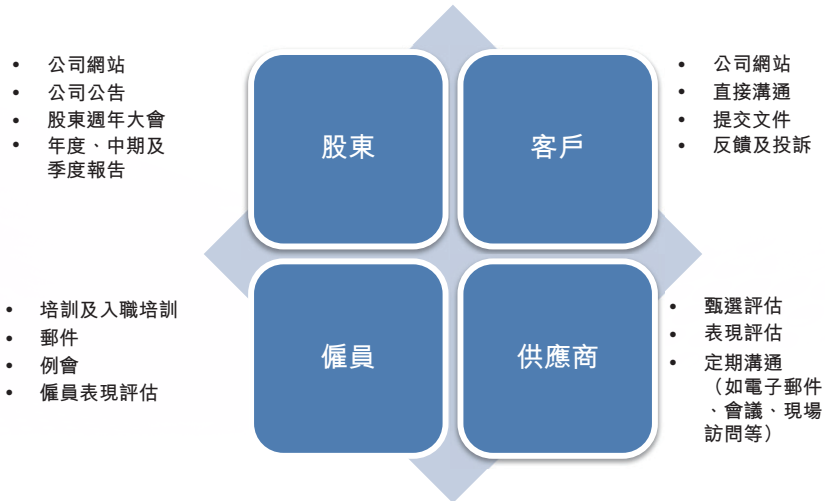 • 公司網站
• 公司公告
• 股東週年大會
• 年度、中期及
季度報告
股東
客戶
• 公司網站
• 直接溝通
• 提交文件
• 反饋及投訴
• 培訓及入職培訓
• 郵件
• 例會
• 僱員表現評估
僱員
供應商
• 甄選評估
• 表現評估
• 定期溝通
（如電子郵件
、會議、現場
訪問等）